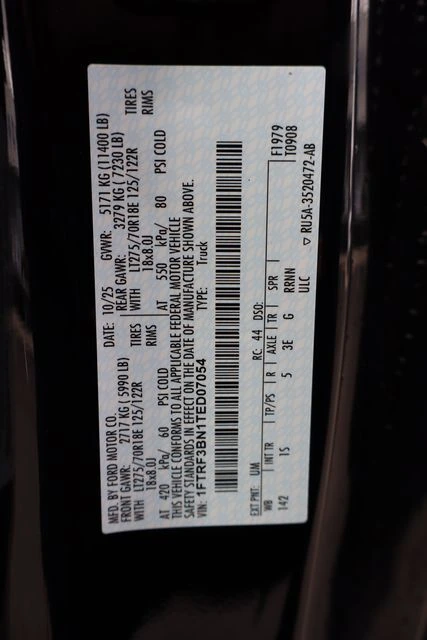 MFD. BY FORD MOTOR CO.
DATE: 10/25 GVWR: 5171 KG (11400 LB)
FRONT GAWR: 2717 KG (5990 LB) REAR GAWR: 3279 KG (7230 LB)
WITH LT275/70R18E 125/122R TIRES WITH LT275/70R18E 125/122R TIRES
18x8.0J RIMS 18x8.0J RIMS
AT 420 kPa/ 60 PSI COLD AT 550 kPa/ 80 PSI COLD
THIS VEHICLE CONFORMS TO ALL APPLICABLE FEDERAL MOTOR VEHICLE
SAFETY STANDARDS IN EFFECT ON THE DATE OF MANUFACTURE SHOWN ABOVE.
VIN: 1FTRF3BN1TED07054 TYPE: Truck
F1979
T0908
EXT PNT: UM RC: 44 DSO:
WB INT TR TP/PS R AXLE TR SPR
142 1S 5 3E G RRNN
ULC
▽ RU5A-3520472-AB